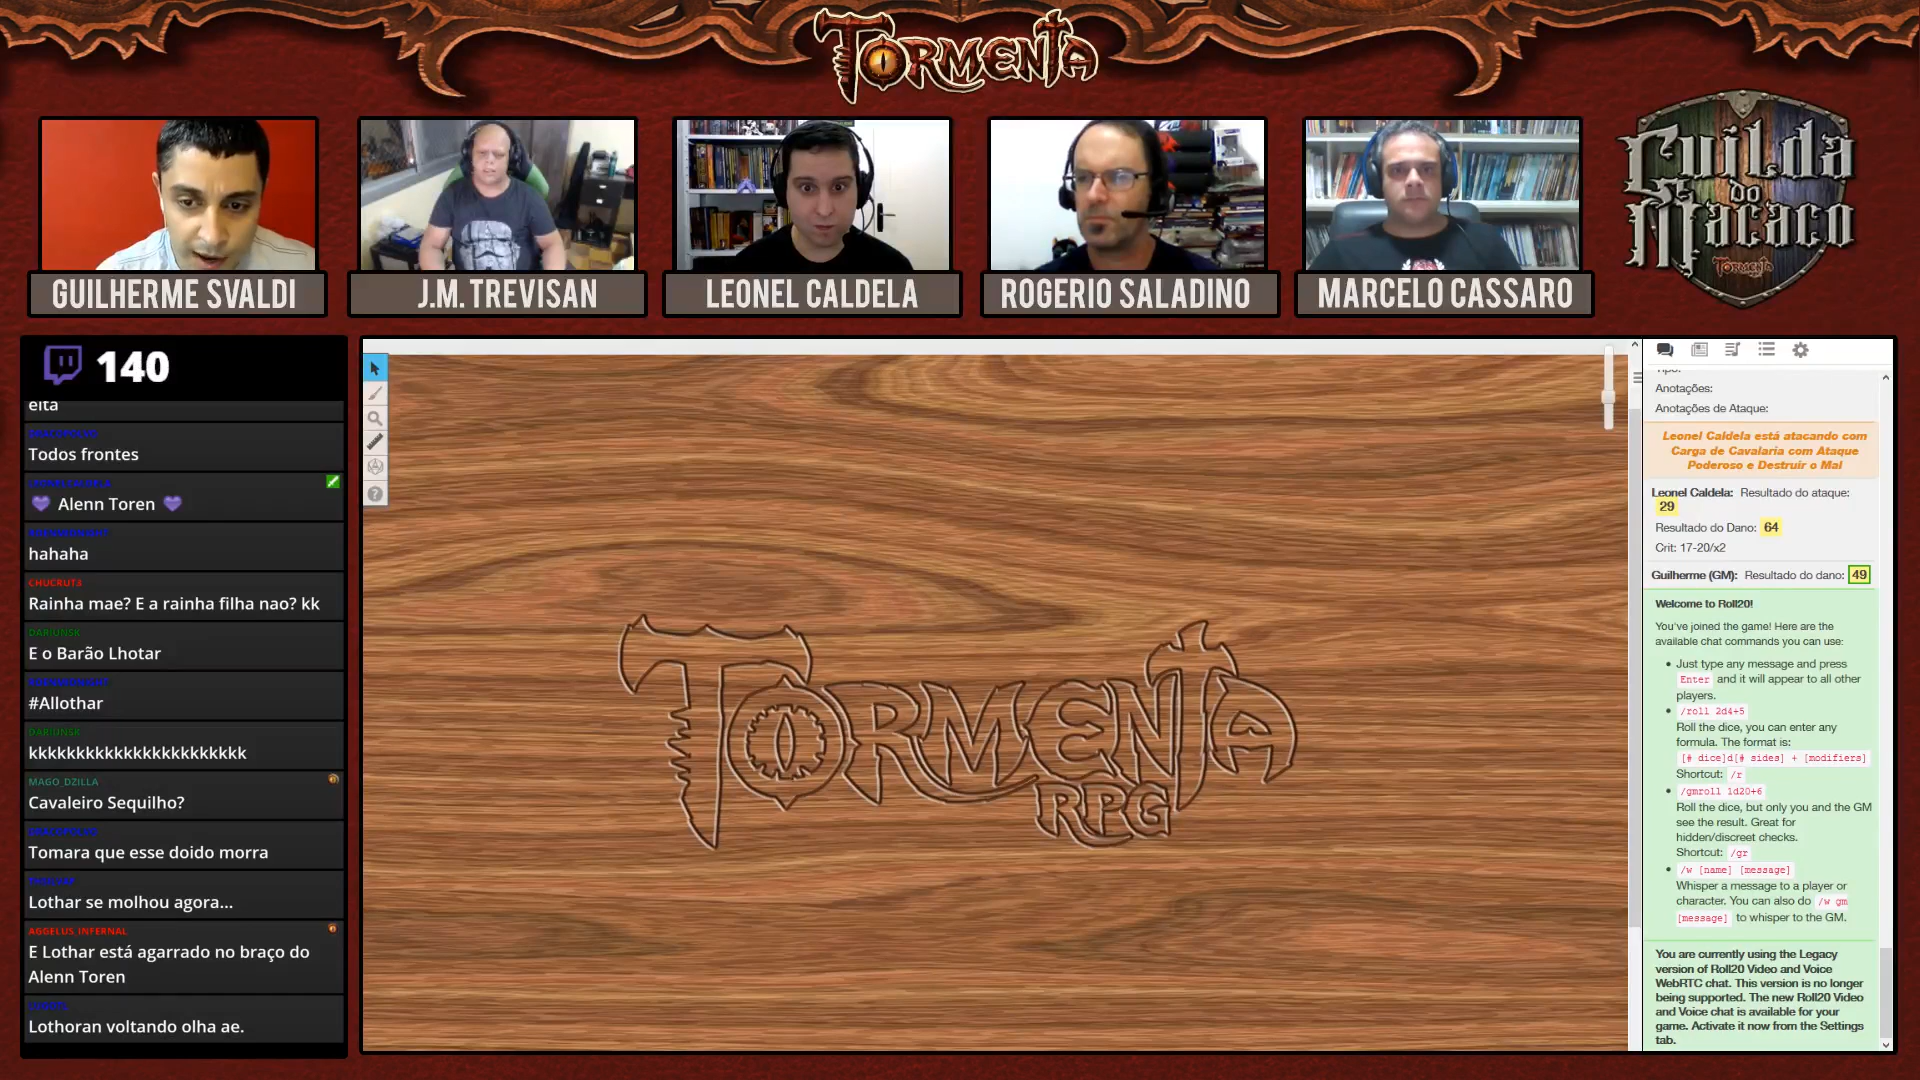 TORMENTA
Guilda
do
Macaco
TORMENTA
GUILHERME SVALDI
J.M. TREVISAN
LEONEL CALDELA
ROGERIO SALADINO
MARCELO CASSARO
140
eita
Todos frontes
Alenn Toren
hahaha
CHUCRUT3
Rainha mae? E a rainha filha nao? kk
DARIUNSK
E o Barão Lhotar
#Allothar
DARIUNSK
kkkkkkkkkkkkkkkkkkkkkkk
MAGO_DZILLA
Cavaleiro Sequilho?
Tomara que esse doido morra
Lothar se molhou agora...
AGGELUS_INFERNAL
E Lothar está agarrado no braço do
Alenn Toren
Lothoran voltando olha ae.
TORMENTA
RPG
Tipo:
Anotações:
Anotações de Ataque:
Leonel Caldela está atacando com
Carga de Cavalaria com Ataque
Poderoso e Destruir o Mal
Leonel Caldela: Resultado do ataque:
29
Resultado do Dano: 64
Crit: 17-20/x2
Guilherme (GM): Resultado do dano: 49
Welcome to Roll20!
You've joined the game! Here are the
available chat commands you can use:
• Just type any message and press
Enter and it will appear to all other
players.
• /roll 2d4+5
Roll the dice, you can enter any
formula. The format is:
[# dice]d[# sides] + [modifiers]
Shortcut: /r
• /gmroll 1d20+6
Roll the dice, but only you and the GM
see the result. Great for
hidden/discreet checks.
Shortcut: /gr
• /w [name] [message]
Whisper a message to a player or
character. You can also do /w gm
[message] to whisper to the GM.
You are currently using the Legacy
version of Roll20 Video and Voice
WebRTC chat. This version is no longer
being supported. The new Roll20 Video
and Voice chat is available for your
game. Activate it now from the Settings
tab.